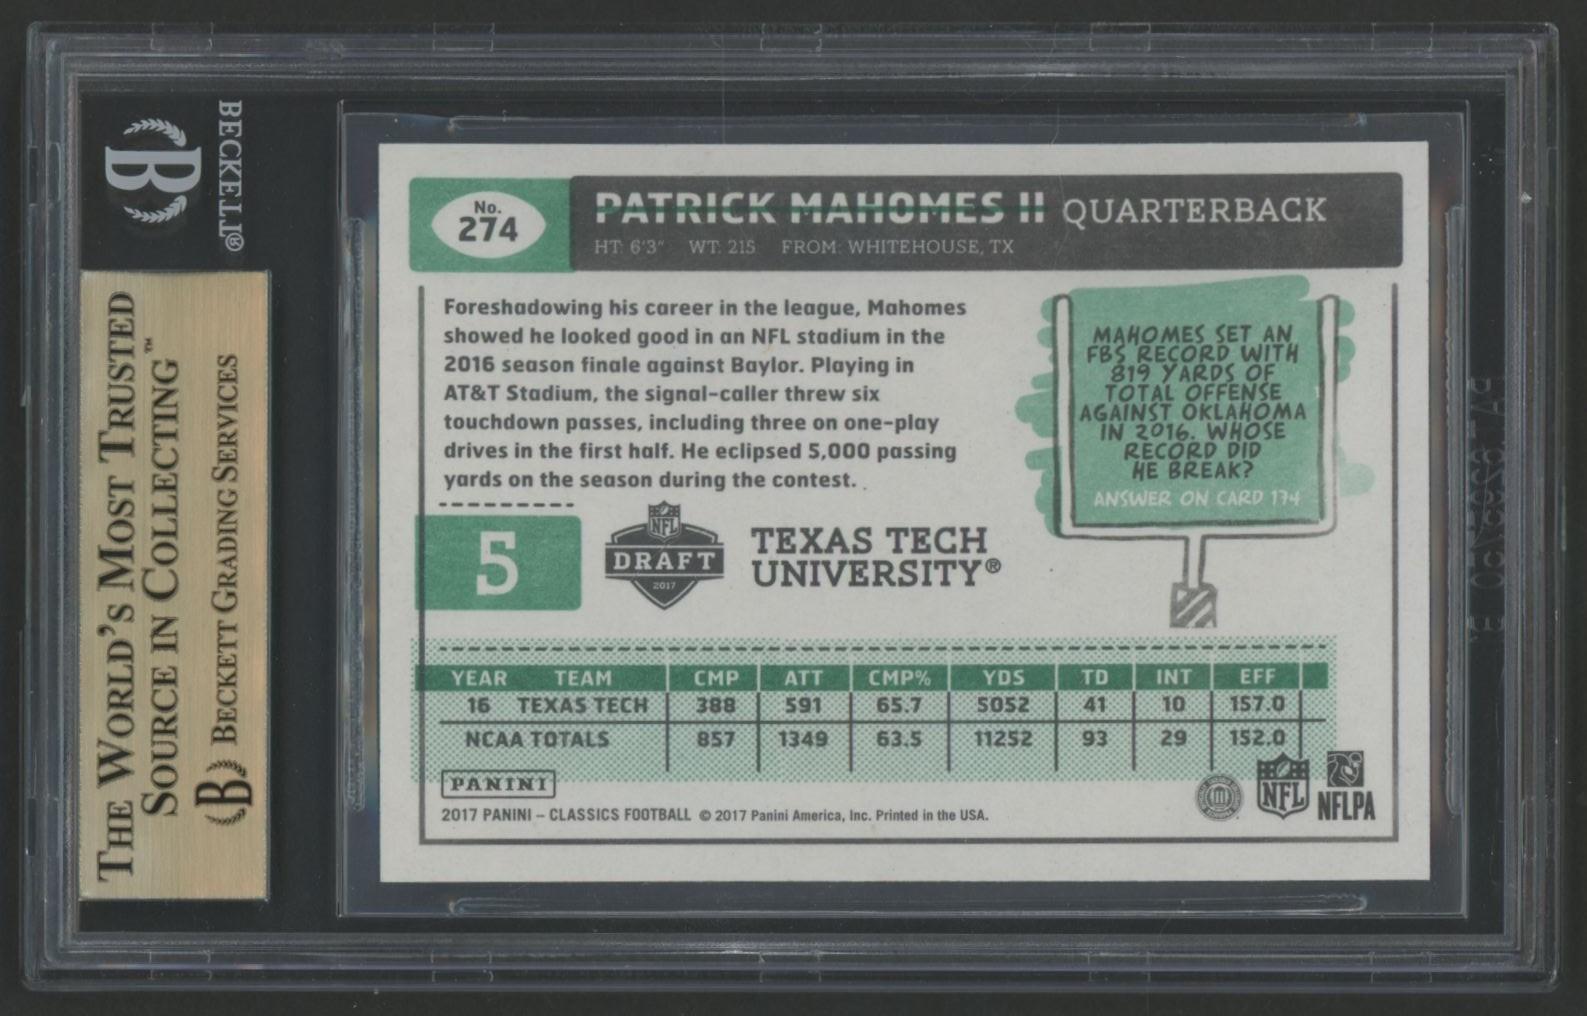 BECKETT®
THE WORLD'S MOST TRUSTED
SOURCE IN COLLECTING™
BECKETT GRADING SERVICES
No.
274
PATRICK MAHOMES II QUARTERBACK
HT: 6'3" WT: 215 FROM: WHITEHOUSE, TX
Foreshadowing his career in the league, Mahomes
showed he looked good in an NFL stadium in the
2016 season finale against Baylor. Playing in
AT&T Stadium, the signal-caller threw six
touchdown passes, including three on one-play
drives in the first half. He eclipsed 5,000 passing
yards on the season during the contest.
MAHOMES SET AN
FBS RECORD WITH
819 YARDS OF
TOTAL OFFENSE
AGAINST OKLAHOMA
IN 2016. WHOSE
RECORD DID
HE BREAK?
ANSWER ON CARD 174
5
NFL
DRAFT
2017
TEXAS TECH
UNIVERSITY®
YEAR TEAM CMP ATT CMP% YDS TD INT EFF
16 TEXAS TECH 388 591 65.7 5052 41 10 157.0
NCAA TOTALS 857 1349 63.5 11252 93 29 152.0
PANINI
2017 PANINI – CLASSICS FOOTBALL © 2017 Panini America, Inc. Printed in the USA.
NFL
NFLPA